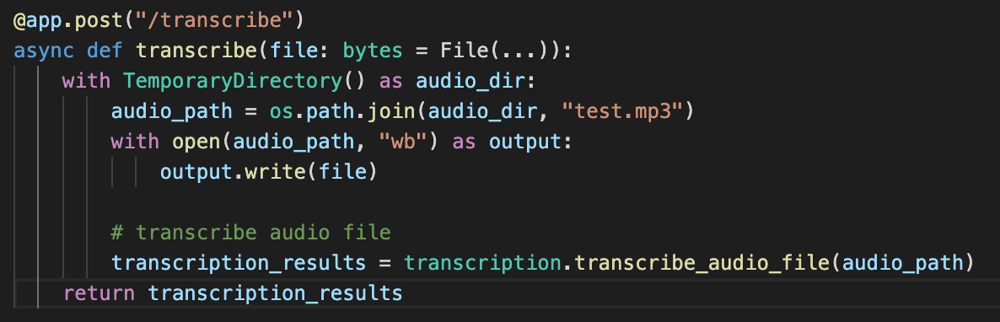 @app.post("/transcribe")
async def transcribe(file: bytes = File(...)):
    with TemporaryDirectory() as audio_dir:
        audio_path = os.path.join(audio_dir, "test.mp3")
        with open(audio_path, "wb") as output:
            output.write(file)

        # transcribe audio file
        transcription_results = transcription.transcribe_audio_file(audio_path)
    return transcription_results